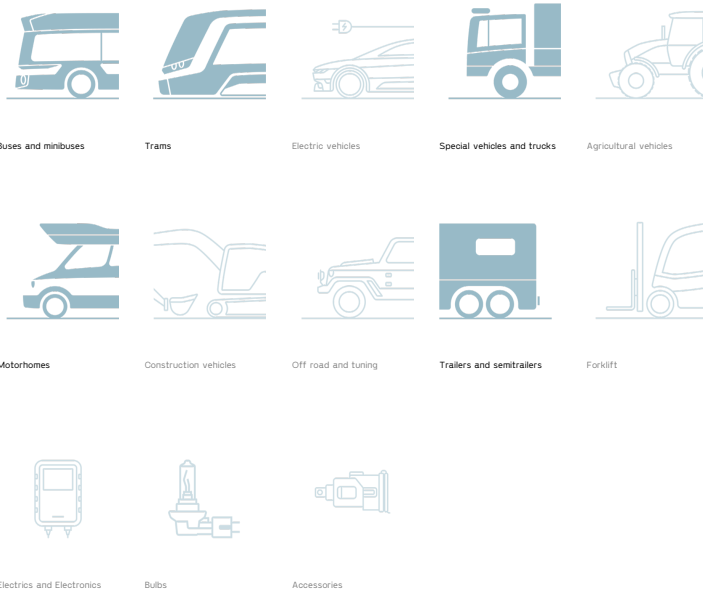 Buses and minibuses
Trams
Electric vehicles
Special vehicles and trucks
Agricultural vehicles
Motorhomes
Construction vehicles
Off road and tuning
Trailers and semitrailers
Forklift
Electrics and Electronics
Bulbs
Accessories